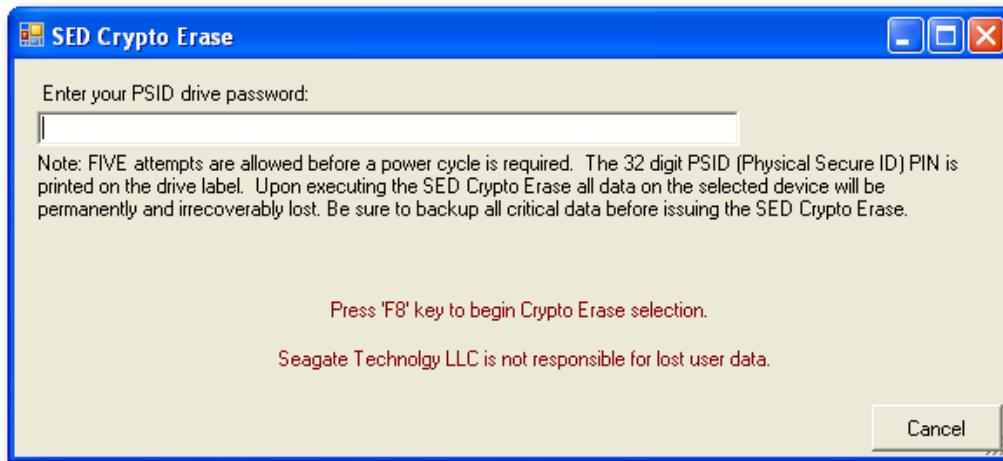 SED Crypto Erase
Enter your PSID drive password:
Note: FIVE attempts are allowed before a power cycle is required.  The 32 digit PSID (Physical Secure ID) PIN is
printed on the drive label.  Upon executing the SED Crypto Erase all data on the selected device will be
permanently and irrecoverably lost. Be sure to backup all critical data before issuing the SED Crypto Erase.
Press 'F8' key to begin Crypto Erase selection.
Seagate Technolgy LLC is not responsible for lost user data.
Cancel